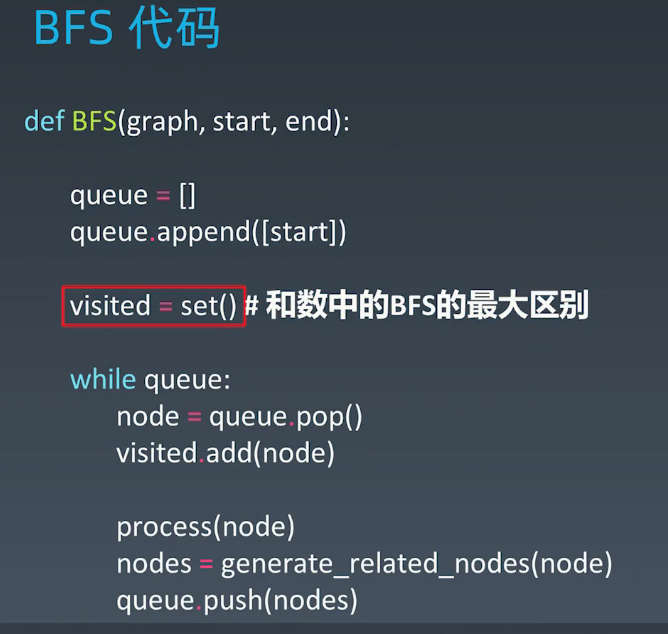 BFS 代码
def BFS(graph, start, end):
queue = []
queue.append([start])
visited = set() # 和数中的BFS的最大区别
while queue:
node = queue.pop()
visited.add(node)
process(node)
nodes = generate_related_nodes(node)
queue.push(nodes)